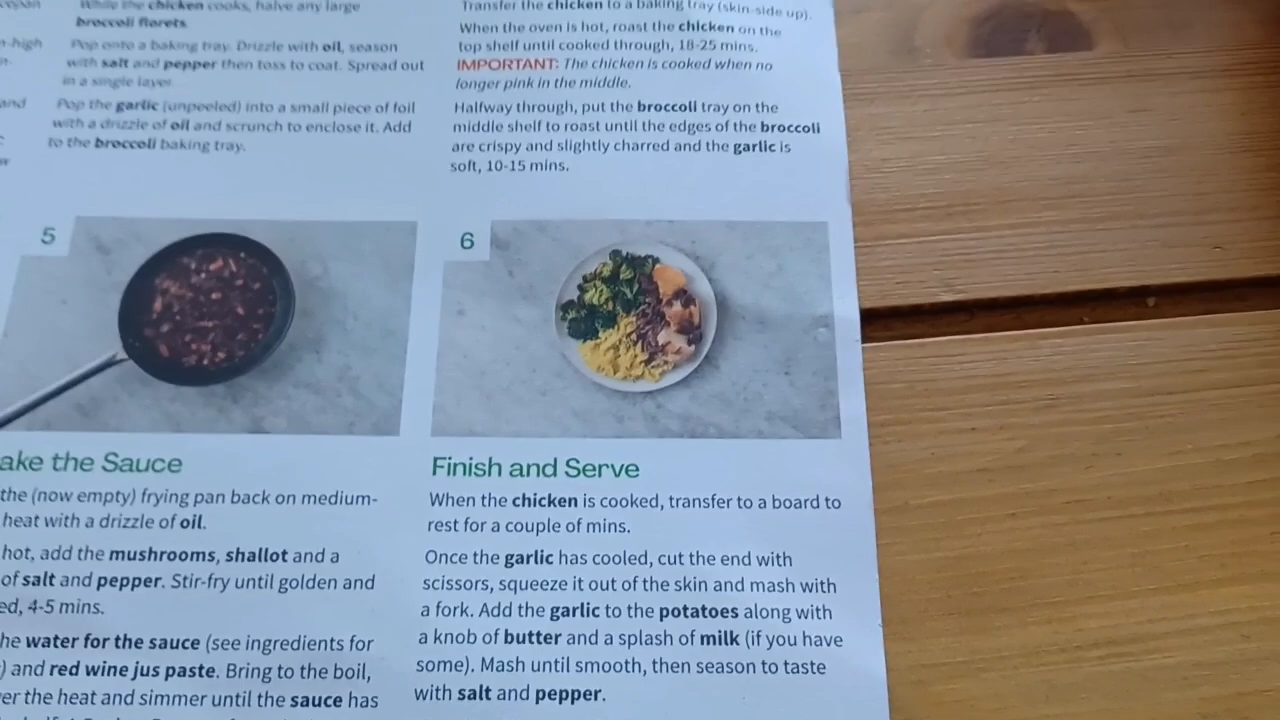 While the chicken cooks, halve any large
broccoli florets.
Pop onto a baking tray. Drizzle with oil, season
with salt and pepper then toss to coat. Spread out
in a single layer.
Pop the garlic (unpeeled) into a small piece of foil
with a drizzle of oil and scrunch to enclose it. Add
to the broccoli baking tray.
Transfer the chicken to a baking tray (skin-side up).
When the oven is hot, roast the chicken on the
top shelf until cooked through, 18-25 mins.
IMPORTANT: The chicken is cooked when no
longer pink in the middle.
Halfway through, put the broccoli tray on the
middle shelf to roast until the edges of the broccoli
are crispy and slightly charred and the garlic is
soft, 10-15 mins.
5
ake the Sauce
the (now empty) frying pan back on medium-
heat with a drizzle of oil.
hot, add the mushrooms, shallot and a
of salt and pepper. Stir-fry until golden and
ed, 4-5 mins.
he water for the sauce (see ingredients for
) and red wine jus paste. Bring to the boil,
er the heat and simmer until the sauce has
6
Finish and Serve
When the chicken is cooked, transfer to a board to
rest for a couple of mins.
Once the garlic has cooled, cut the end with
scissors, squeeze it out of the skin and mash with
a fork. Add the garlic to the potatoes along with
a knob of butter and a splash of milk (if you have
some). Mash until smooth, then season to taste
with salt and pepper.